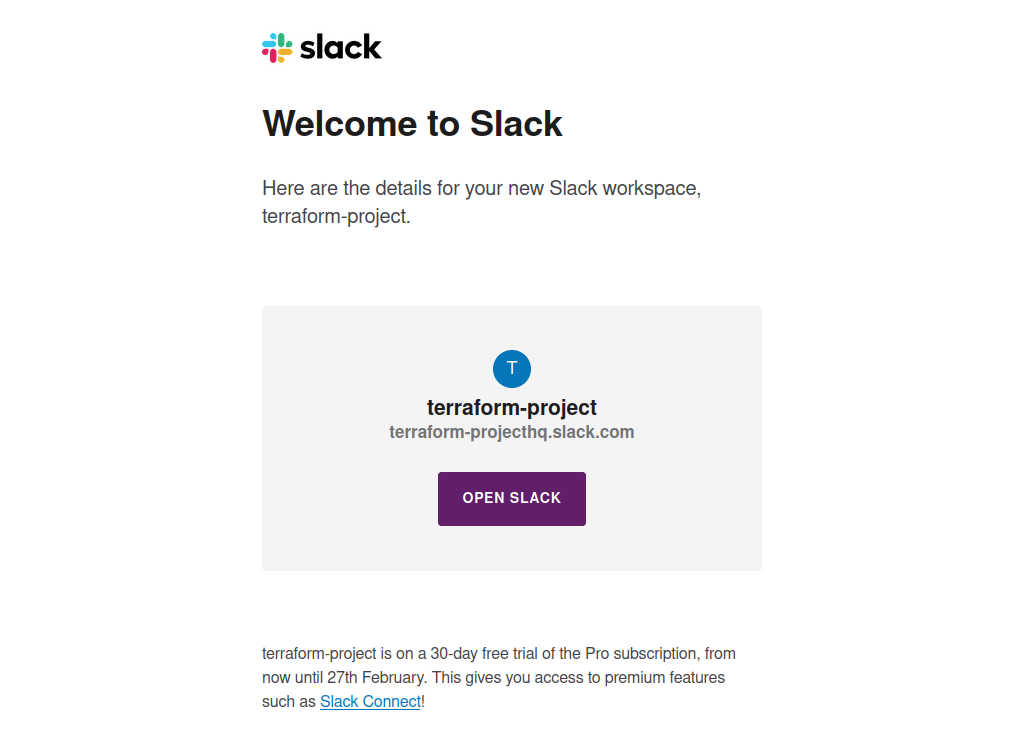 slack
Welcome to Slack
Here are the details for your new Slack workspace,
terraform-project.
T
terraform-project
terraform-projecthq.slack.com
OPEN SLACK
terraform-project is on a 30-day free trial of the Pro subscription, from
now until 27th February. This gives you access to premium features
such as Slack Connect!